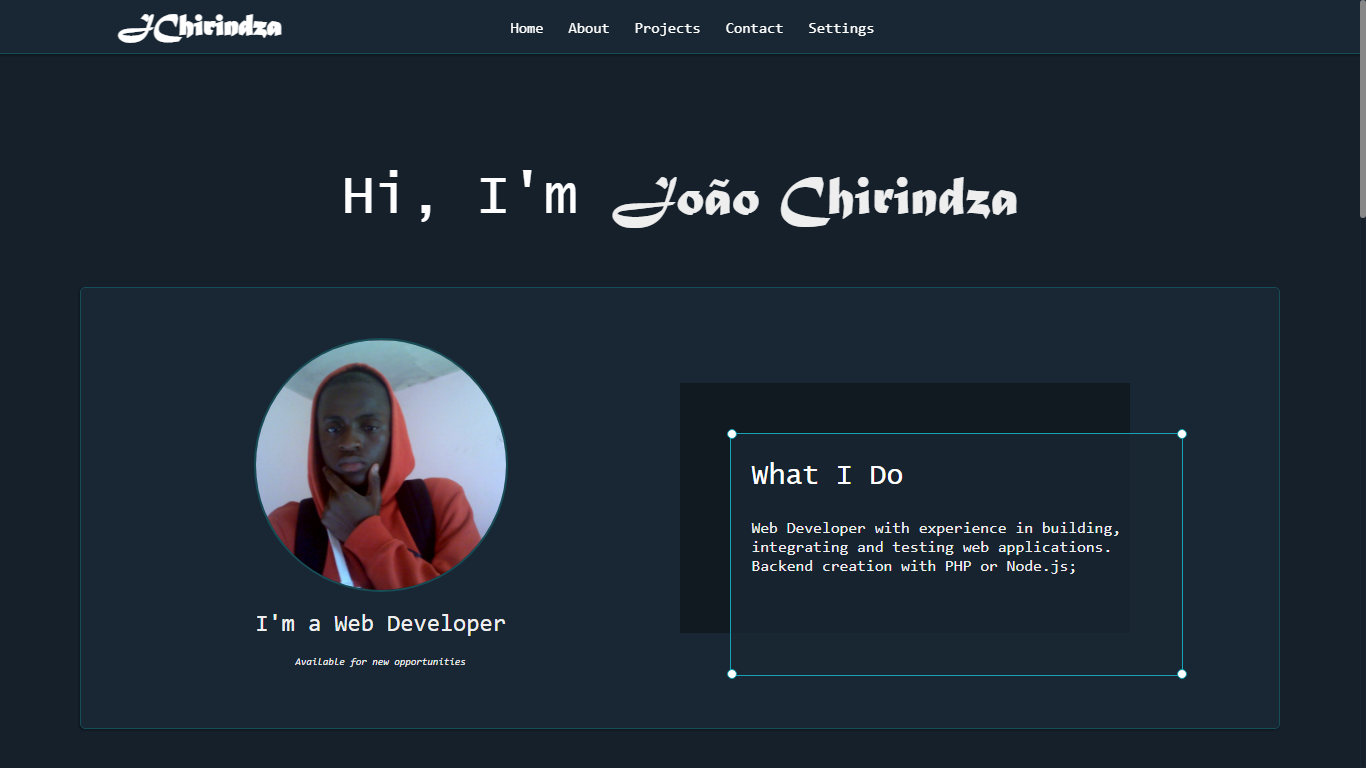 JChirindza
Home About Projects Contact Settings
Hi, I'm João Chirindza
I'm a Web Developer
Available for new opportunities
What I Do
Web Developer with experience in building,
integrating and testing web applications.
Backend creation with PHP or Node.js;